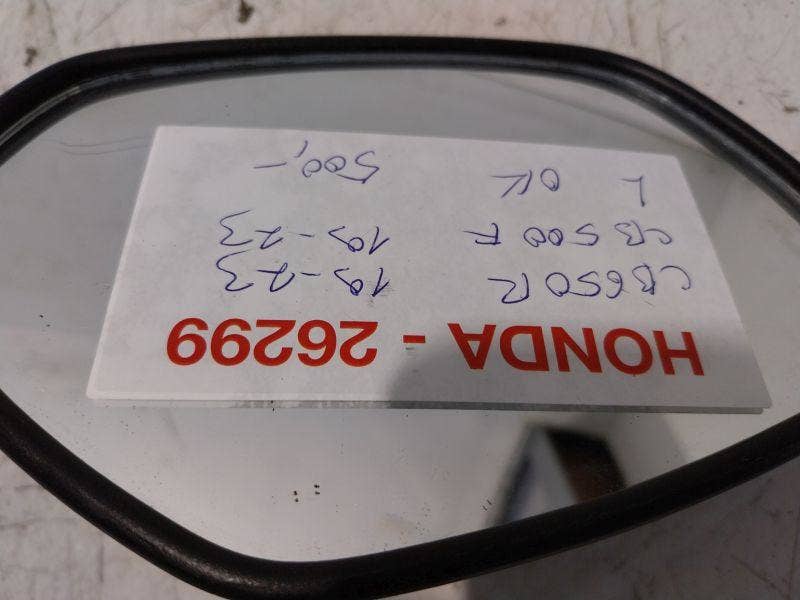 HONDA - 26299
CB650R 19-23
CB500F 19-23
L OK 500,-